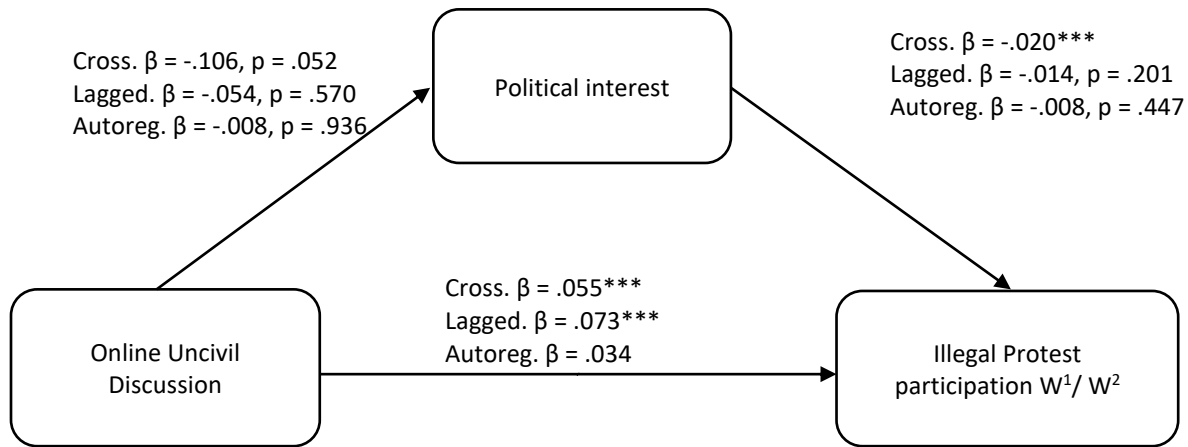 Cross. β = -.106, p = .052
Lagged. β = -.054, p = .570
Autoreg. β = -.008, p = .936
Political interest
Cross. β = -.020***
Lagged. β = -.014, p = .201
Autoreg. β = -.008, p = .447
Cross. β = .055***
Lagged. β = .073***
Autoreg. β = .034
Online Uncivil
Discussion
Illegal Protest
participation W¹/ W²